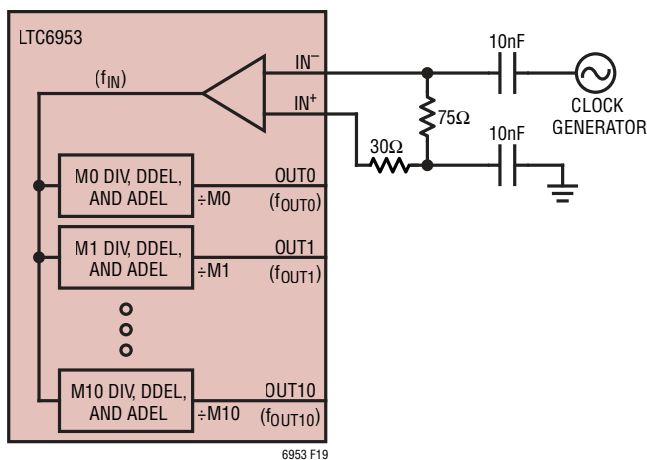 LTC6953
(fIN)
IN–
IN+
10nF
CLOCK
GENERATOR
75Ω
10nF
30Ω
M0 DIV, DDEL,
AND ADEL
÷M0
OUT0
(fOUT0)
M1 DIV, DDEL,
AND ADEL
÷M1
OUT1
(fOUT1)
M10 DIV, DDEL,
AND ADEL
÷M10
OUT10
(fOUT10)
6953 F19